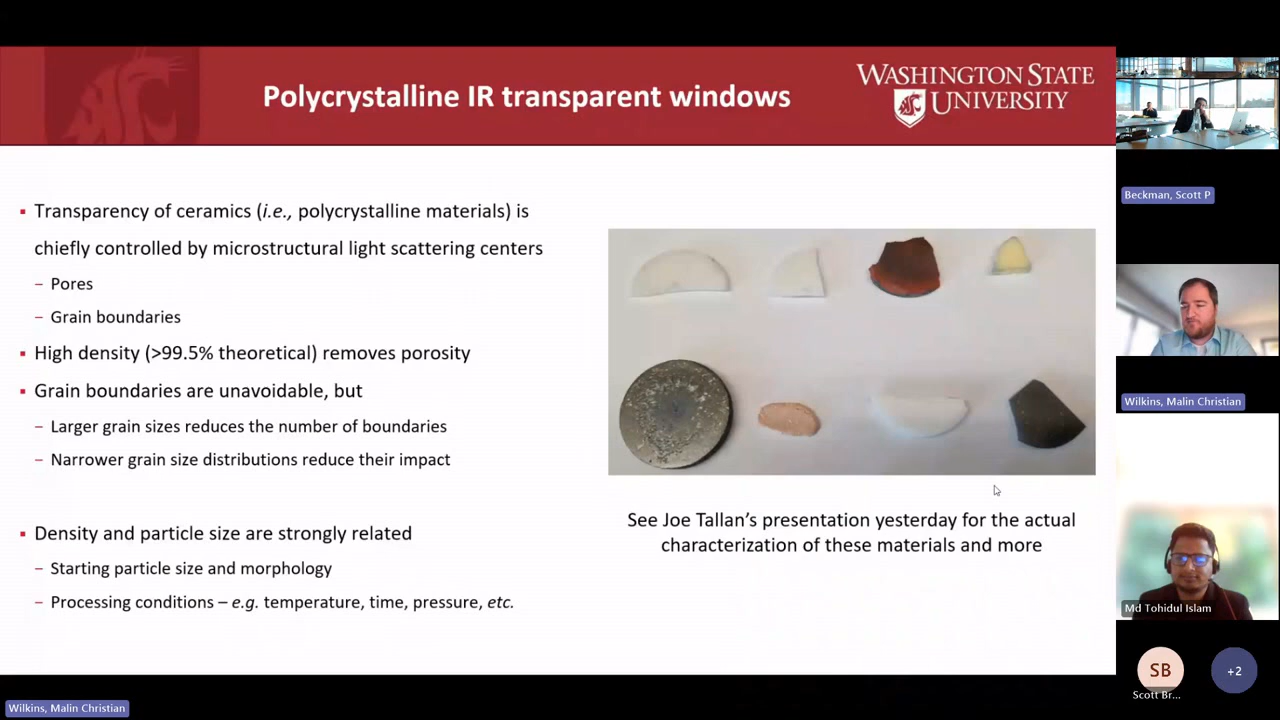 Polycrystalline IR transparent windows
WASHINGTON STATE
UNIVERSITY
▪ Transparency of ceramics (i.e., polycrystalline materials) is
chiefly controlled by microstructural light scattering centers
– Pores
– Grain boundaries
▪ High density (>99.5% theoretical) removes porosity
▪ Grain boundaries are unavoidable, but
– Larger grain sizes reduces the number of boundaries
– Narrower grain size distributions reduce their impact
▪ Density and particle size are strongly related
– Starting particle size and morphology
– Processing conditions – e.g. temperature, time, pressure, etc.
See Joe Tallan’s presentation yesterday for the actual
characterization of these materials and more
Beckman, Scott P
Wilkins, Malin Christian
Md Tohidul Islam
SB
Scott Br...
+2
Wilkins, Malin Christian